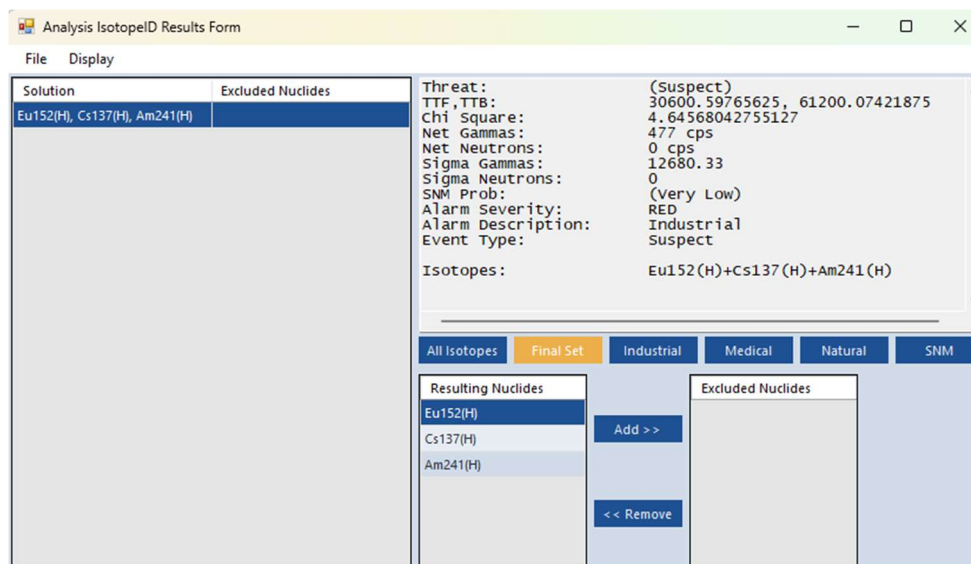 Analysis IsotopeID Results Form
File Display
Solution Excluded Nuclides
Eu152(H), Cs137(H), Am241(H)
Threat: (Suspect)
TTF,TTB: 30600.59765625, 61200.07421875
Chi Square: 4.64568042755127
Net Gammas: 477 cps
Net Neutrons: 0 cps
Sigma Gammas: 12680.33
Sigma Neutrons: 0
SNM Prob: (Very Low)
Alarm Severity: RED
Alarm Description: Industrial
Event Type: Suspect
Isotopes: Eu152(H)+Cs137(H)+Am241(H)
All Isotopes Final Set Industrial Medical Natural SNM
Resulting Nuclides
Eu152(H)
Cs137(H)
Am241(H)
Add >>
<< Remove
Excluded Nuclides